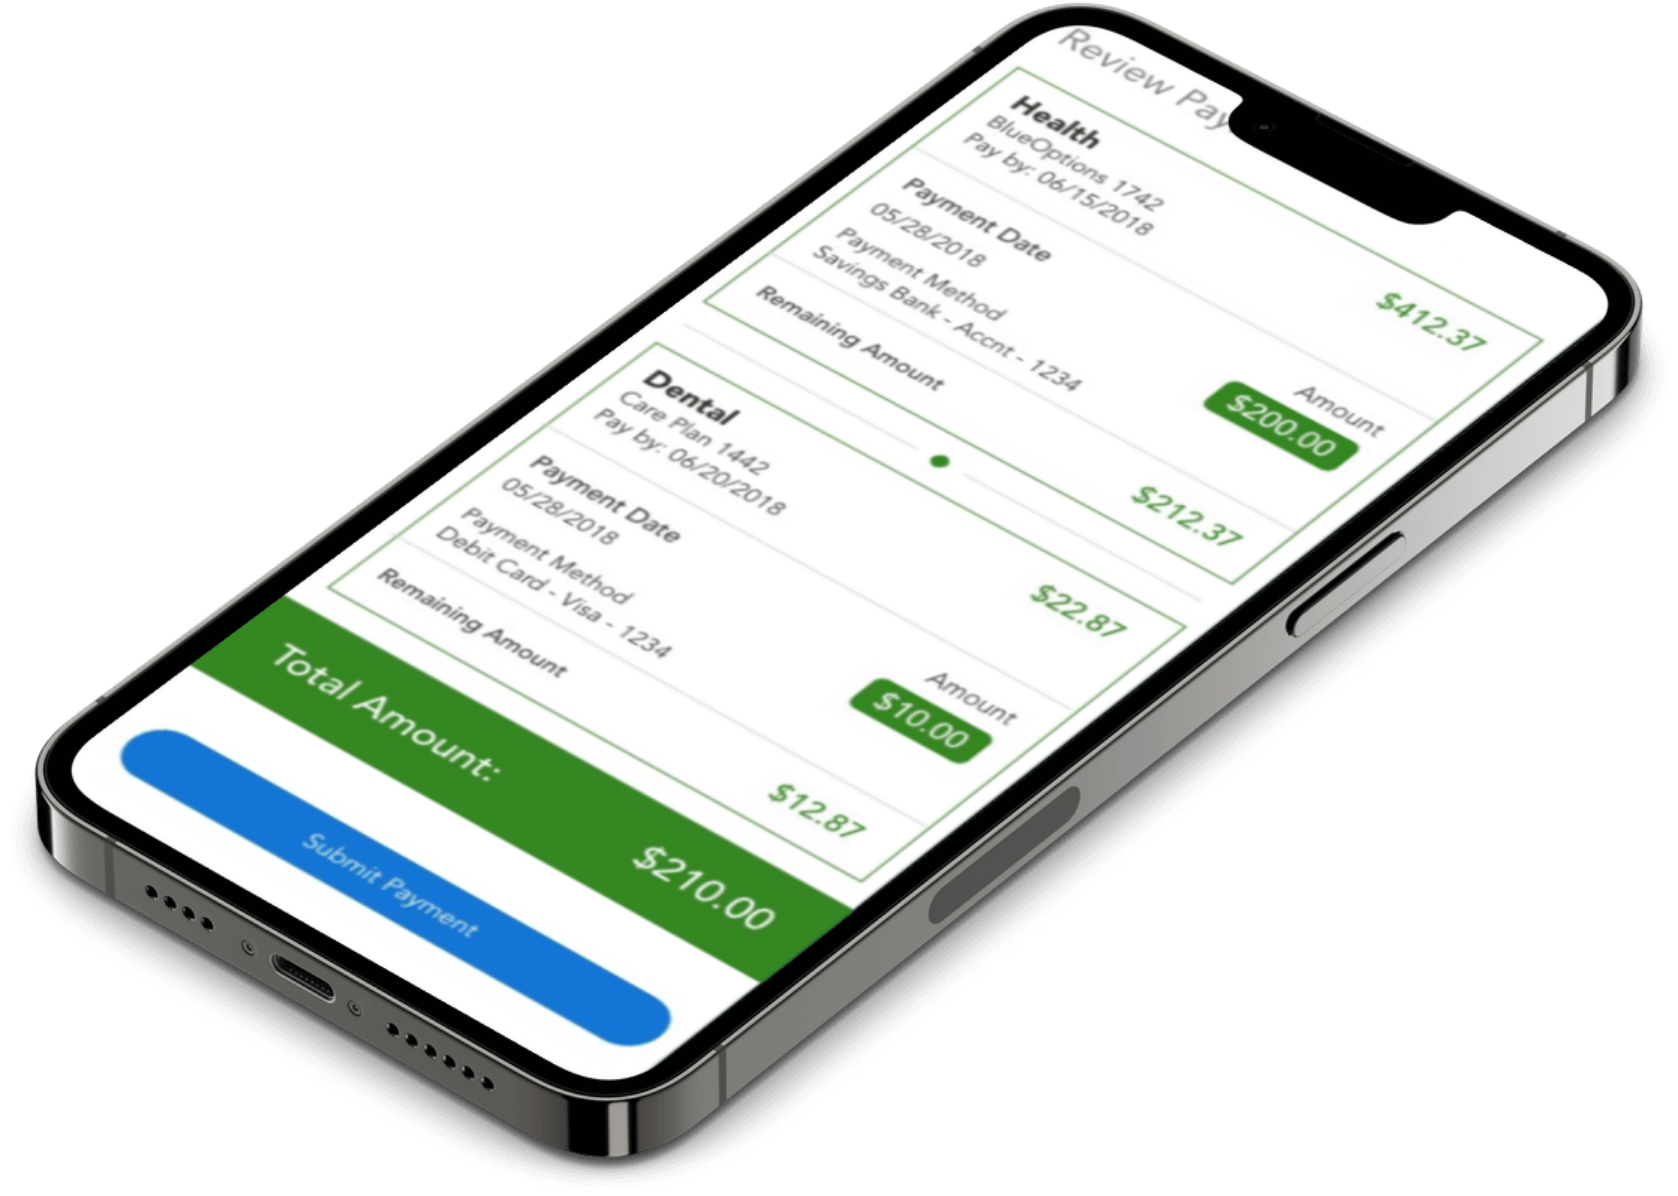 Review Pay
Health
BlueOptions 1742
Pay by: 06/15/2018
$412.37
Payment Date
05/28/2018
Payment Method
Savings Bank - Accnt - 1234
Amount
$200.00
Remaining Amount
$212.37
Dental
Care Plan 1442
Pay by: 06/20/2018
$22.87
Payment Date
05/28/2018
Payment Method
Debit Card - Visa - 1234
Amount
$10.00
Remaining Amount
$12.87
Total Amount:
$210.00
Submit Payment